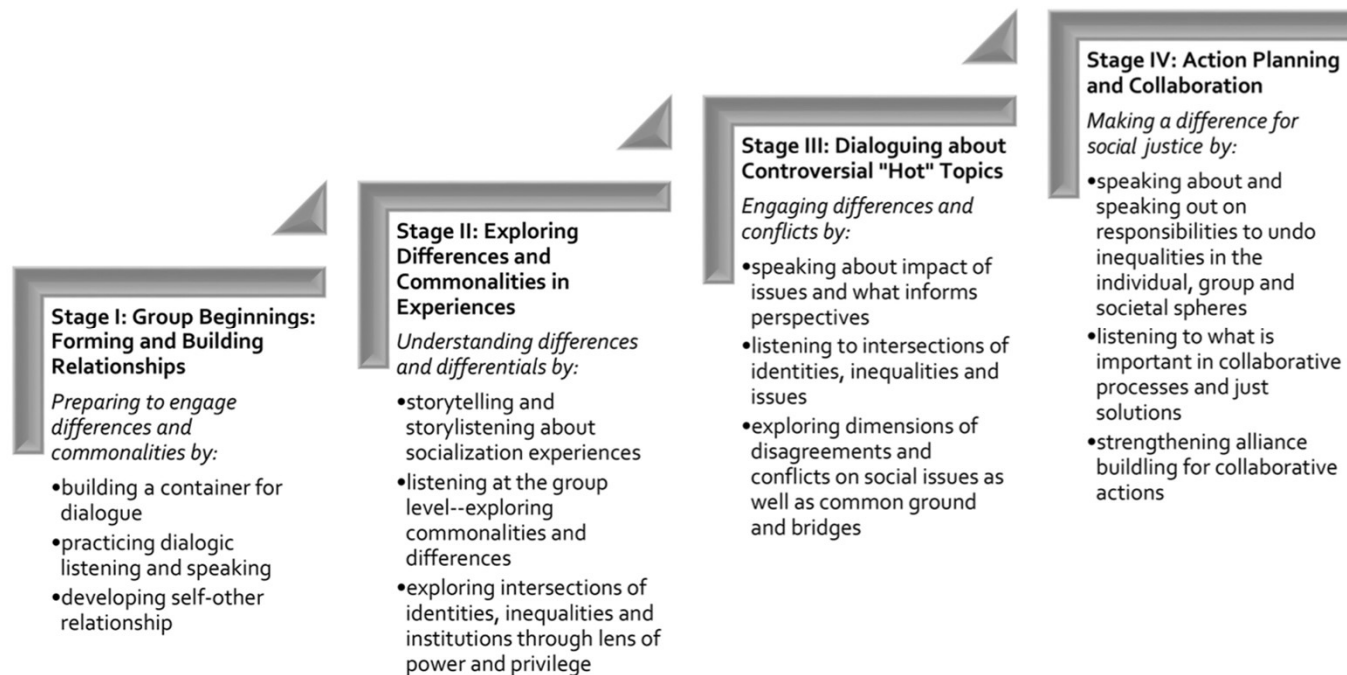 Stage I: Group Beginnings:
Forming and Building
Relationships
Preparing to engage
differences and
commonalities by:
•building a container for
dialogue
•practicing dialogic
listening and speaking
•developing self-other
relationship
Stage II: Exploring
Differences and
Commonalities in
Experiences
Understanding differences
and differentials by:
•storytelling and
storylistening about
socialization experiences
•listening at the group
level--exploring
commonalities and
differences
•exploring intersections of
identities, inequalities and
institutions through lens of
power and privilege
Stage III: Dialoguing about
Controversial "Hot" Topics
Engaging differences and
conflicts by:
•speaking about impact of
issues and what informs
perspectives
•listening to intersections of
identities, inequalities and
issues
•exploring dimensions of
disagreements and
conflicts on social issues as
well as common ground
and bridges
Stage IV: Action Planning
and Collaboration
Making a difference for
social justice by:
•speaking about and
speaking out on
responsibilities to undo
inequalities in the
individual, group and
societal spheres
•listening to what is
important in collaborative
processes and just
solutions
•strengthening alliance
buildling for collaborative
actions